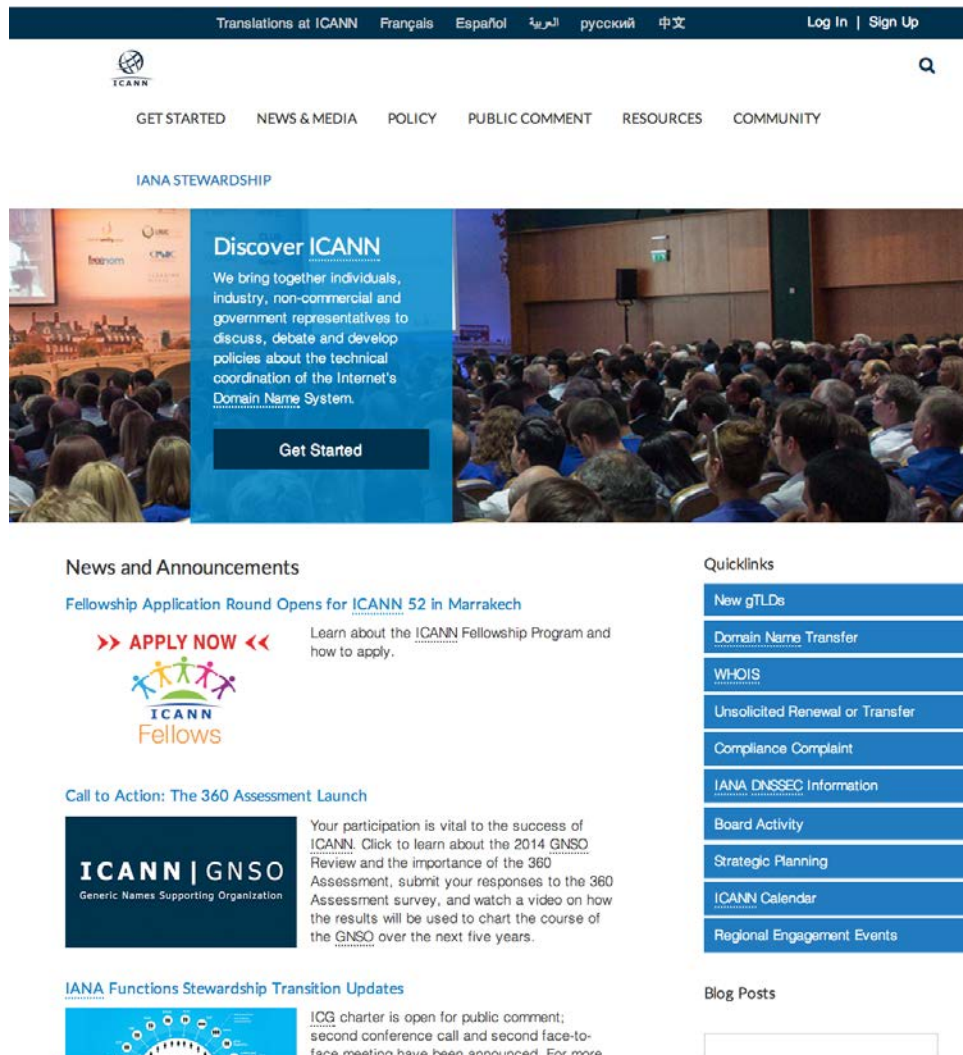 Translations at ICANN Français Español العربية русский 中文 Log In | Sign Up
ICANN
GET STARTED NEWS & MEDIA POLICY PUBLIC COMMENT RESOURCES COMMUNITY
IANA STEWARDSHIP
Discover ICANN
We bring together individuals,
industry, non-commercial and
government representatives to
discuss, debate and develop
policies about the technical
coordination of the Internet's
Domain Name System.
Get Started
News and Announcements
Fellowship Application Round Opens for ICANN 52 in Marrakech
>> APPLY NOW <<
ICANN
Fellows
Learn about the ICANN Fellowship Program and
how to apply.
Call to Action: The 360 Assessment Launch
ICANN | GNSO
Generic Names Supporting Organization
Your participation is vital to the success of
ICANN. Click to learn about the 2014 GNSO
Review and the importance of the 360
Assessment, submit your responses to the 360
Assessment survey, and watch a video on how
the results will be used to chart the course of
the GNSO over the next five years.
IANA Functions Stewardship Transition Updates
ICG charter is open for public comment;
second conference call and second face-to-
face meeting have been announced. For more
Quicklinks
New gTLDs
Domain Name Transfer
WHOIS
Unsolicited Renewal or Transfer
Compliance Complaint
IANA DNSSEC Information
Board Activity
Strategic Planning
ICANN Calendar
Regional Engagement Events
Blog Posts